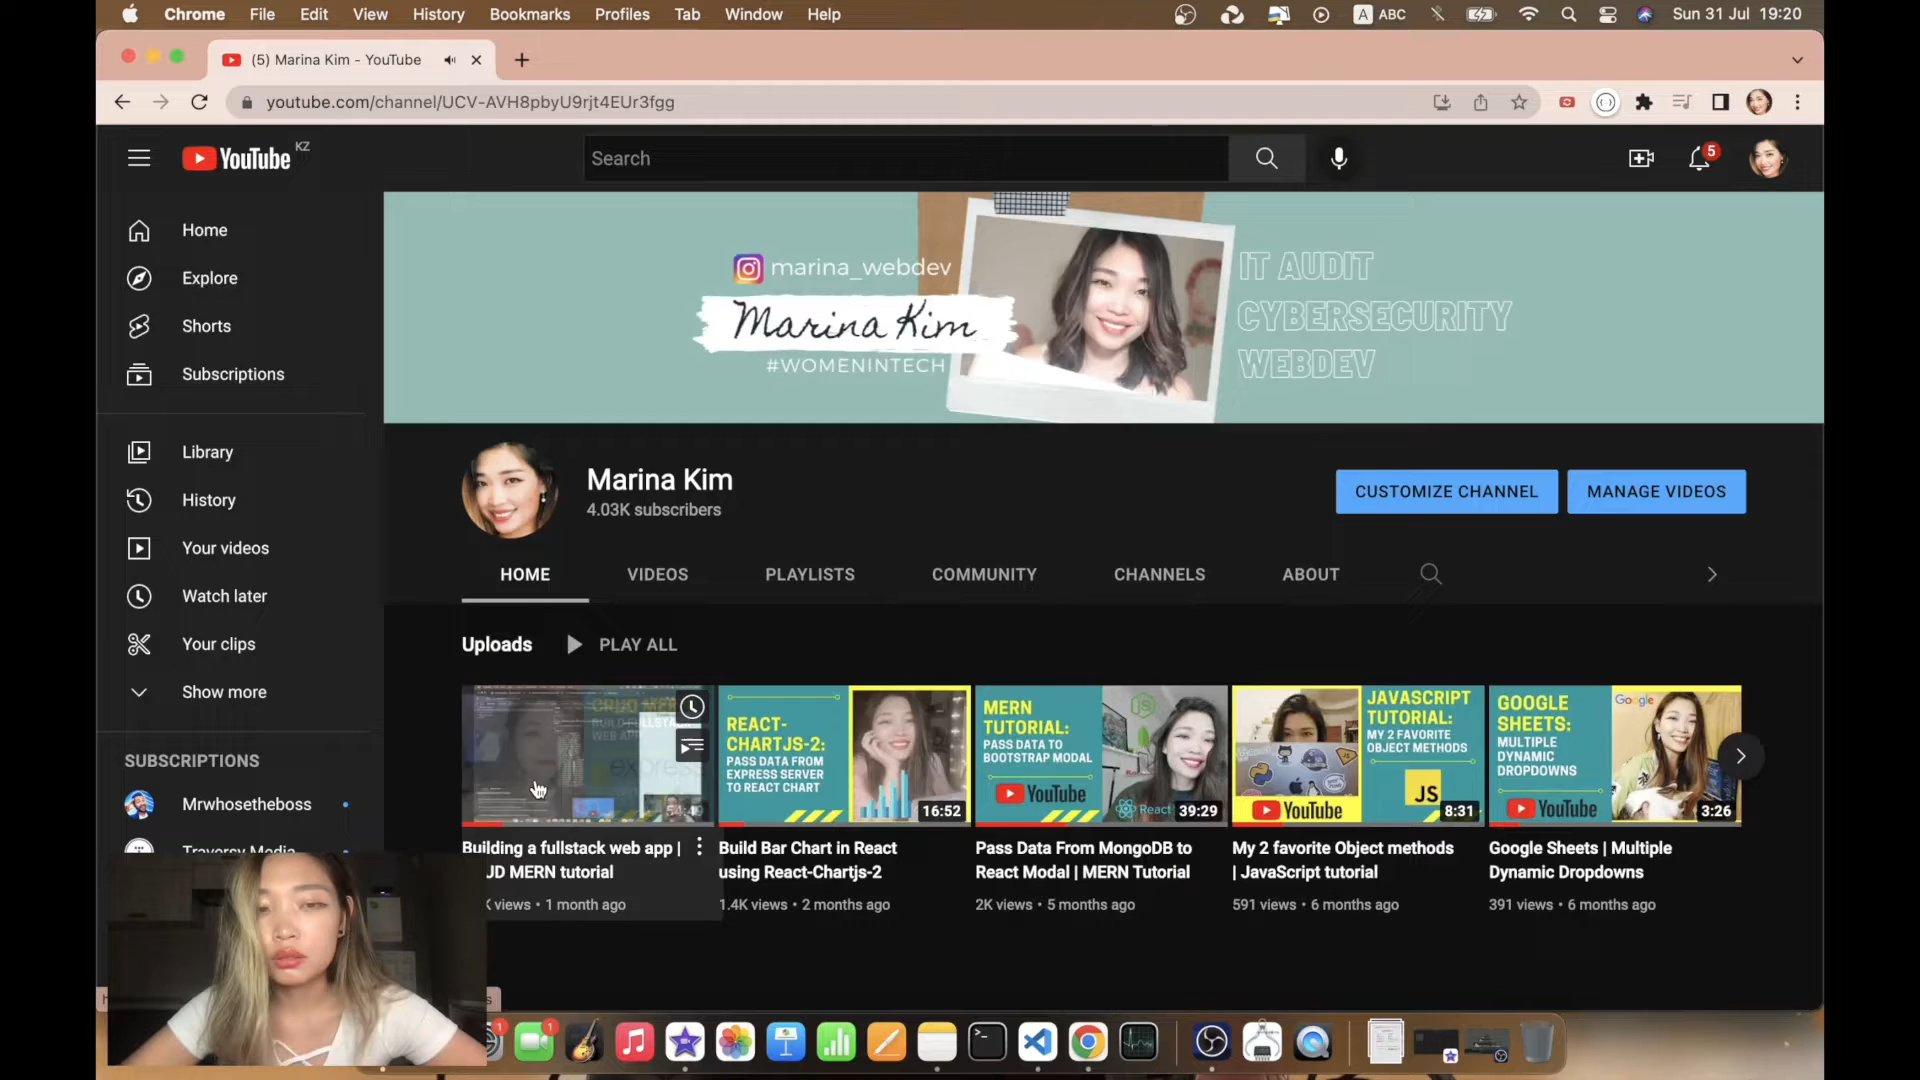 Chrome File Edit View History Bookmarks Profiles Tab Window Help
A ABC
Sun 31 Jul 19:20
(5) Marina Kim - YouTube
youtube.com/channel/UCV-AVH8pbyU9rjt4EUr3fgg
YouTube KZ
Search
5
Home
Explore
Shorts
Subscriptions
Library
History
Your videos
Watch later
Your clips
Show more
SUBSCRIPTIONS
Mrwhosetheboss
Traversy Media
marina_webdev
Marina Kim
#WOMENINTECH
IT AUDIT
CYBERSECURITY
WEBDEV
Marina Kim
4.03K subscribers
CUSTOMIZE CHANNEL
MANAGE VIDEOS
HOME VIDEOS PLAYLISTS COMMUNITY CHANNELS ABOUT
Uploads PLAY ALL
REACT-
CHARTJS-2:
PASS DATA FROM
EXPRESS SERVER
TO REACT CHART
16:52
MERN
TUTORIAL:
PASS DATA TO
BOOTSTRAP MODAL
YouTube
React
39:29
JAVASCRIPT
TUTORIAL:
MY 2 FAVORITE
OBJECT METHODS
YouTube
JS
8:31
GOOGLE
SHEETS:
MULTIPLE
DYNAMIC
DROPDOWNS
Google
YouTube
3:26
Building a fullstack web app |
UD MERN tutorial
K views • 1 month ago
Build Bar Chart in React
using React-Chartjs-2
1.4K views • 2 months ago
Pass Data From MongoDB to
React Modal | MERN Tutorial
2K views • 5 months ago
My 2 favorite Object methods
| JavaScript tutorial
591 views • 6 months ago
Google Sheets | Multiple
Dynamic Dropdowns
391 views • 6 months ago
1
1